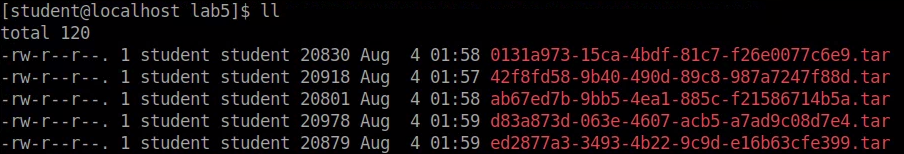 [student@localhost lab5]$ ll
total 120
-rw-r--r--. 1 student student 20830 Aug  4 01:58 0131a973-15ca-4bdf-81c7-f26e0077c6e9.tar
-rw-r--r--. 1 student student 20918 Aug  4 01:57 42f8fd58-9b40-490d-89c8-987a7247f88d.tar
-rw-r--r--. 1 student student 20801 Aug  4 01:58 ab67ed7b-9bb5-4ea1-885c-f21586714b5a.tar
-rw-r--r--. 1 student student 20978 Aug  4 01:59 d83a873d-063e-4607-acb5-a7ad9c08d7e4.tar
-rw-r--r--. 1 student student 20879 Aug  4 01:59 ed2877a3-3493-4b22-9c9d-e16b63cfe399.tar